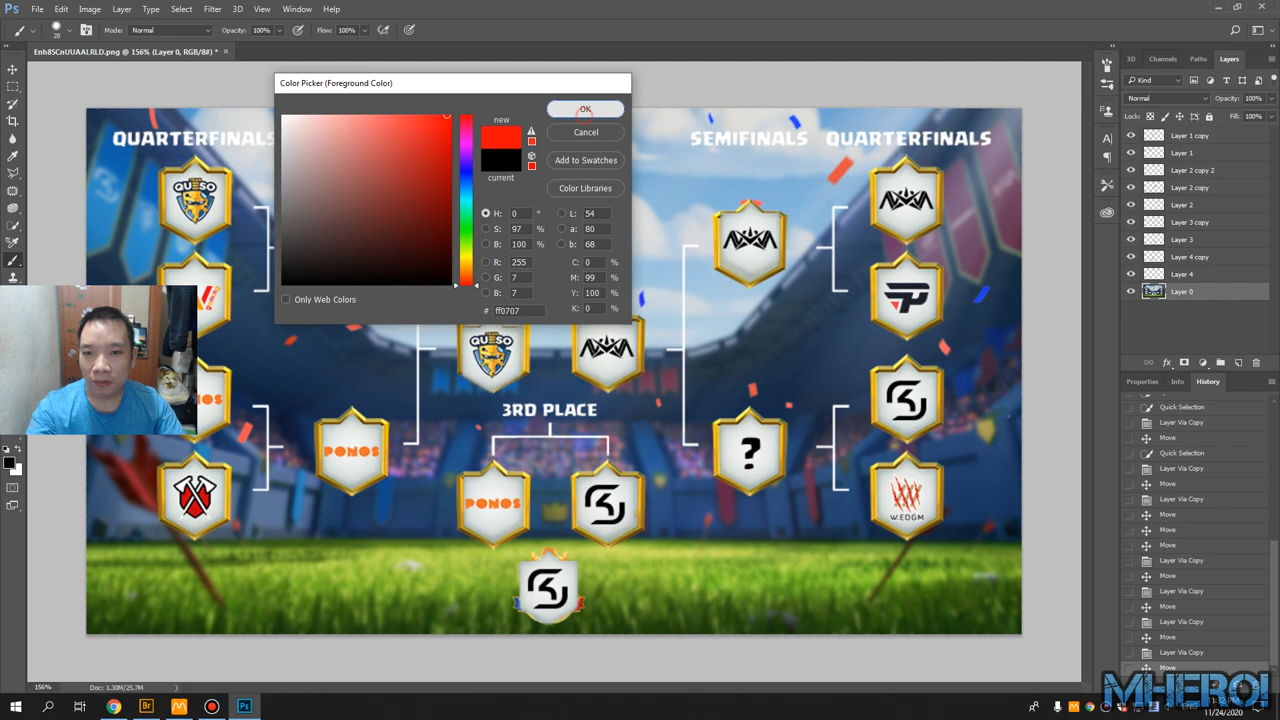 Ps File Edit Image Layer Type Select Filter 3D View Window Help
28 Mode: Normal Opacity: 100% Flow: 100%
Enh85CnUUAALRLD.png @ 156% (Layer 0, RGB/8#) * ×
Color Picker (Foreground Color)
new
current
OK
Cancel
Add to Swatches
Color Libraries
H: 0 °
S: 97 %
B: 100 %
R: 255
G: 7
B: 7
# ff0707
L: 54
a: 80
b: 68
C: 0 %
M: 99 %
Y: 100 %
K: 0 %
Only Web Colors
QUARTERFINALS
SEMIFINALS QUARTERFINALS
TEAM QUESO
TEAM QUESO
3RD PLACE
PONOS
PONOS
?
W.EDGM
3D Channels Paths Layers
Kind
Normal Opacity: 100%
Lock: Fill: 100%
Layer 1 copy
Layer 1
Layer 2 copy 2
Layer 2 copy
Layer 2
Layer 3 copy
Layer 3
Layer 4 copy
Layer 4
Layer 0
Properties Info History
Quick Selection
Layer Via Copy
Move
Quick Selection
Layer Via Copy
Move
Layer Via Copy
Move
Move
Move
Layer Via Copy
Move
Layer Via Copy
Move
Layer Via Copy
Move
Layer Via Copy
Move
156% Doc: 1.30M/25.7M
MHEROI
Br
Ps
ENG
11/24/2020